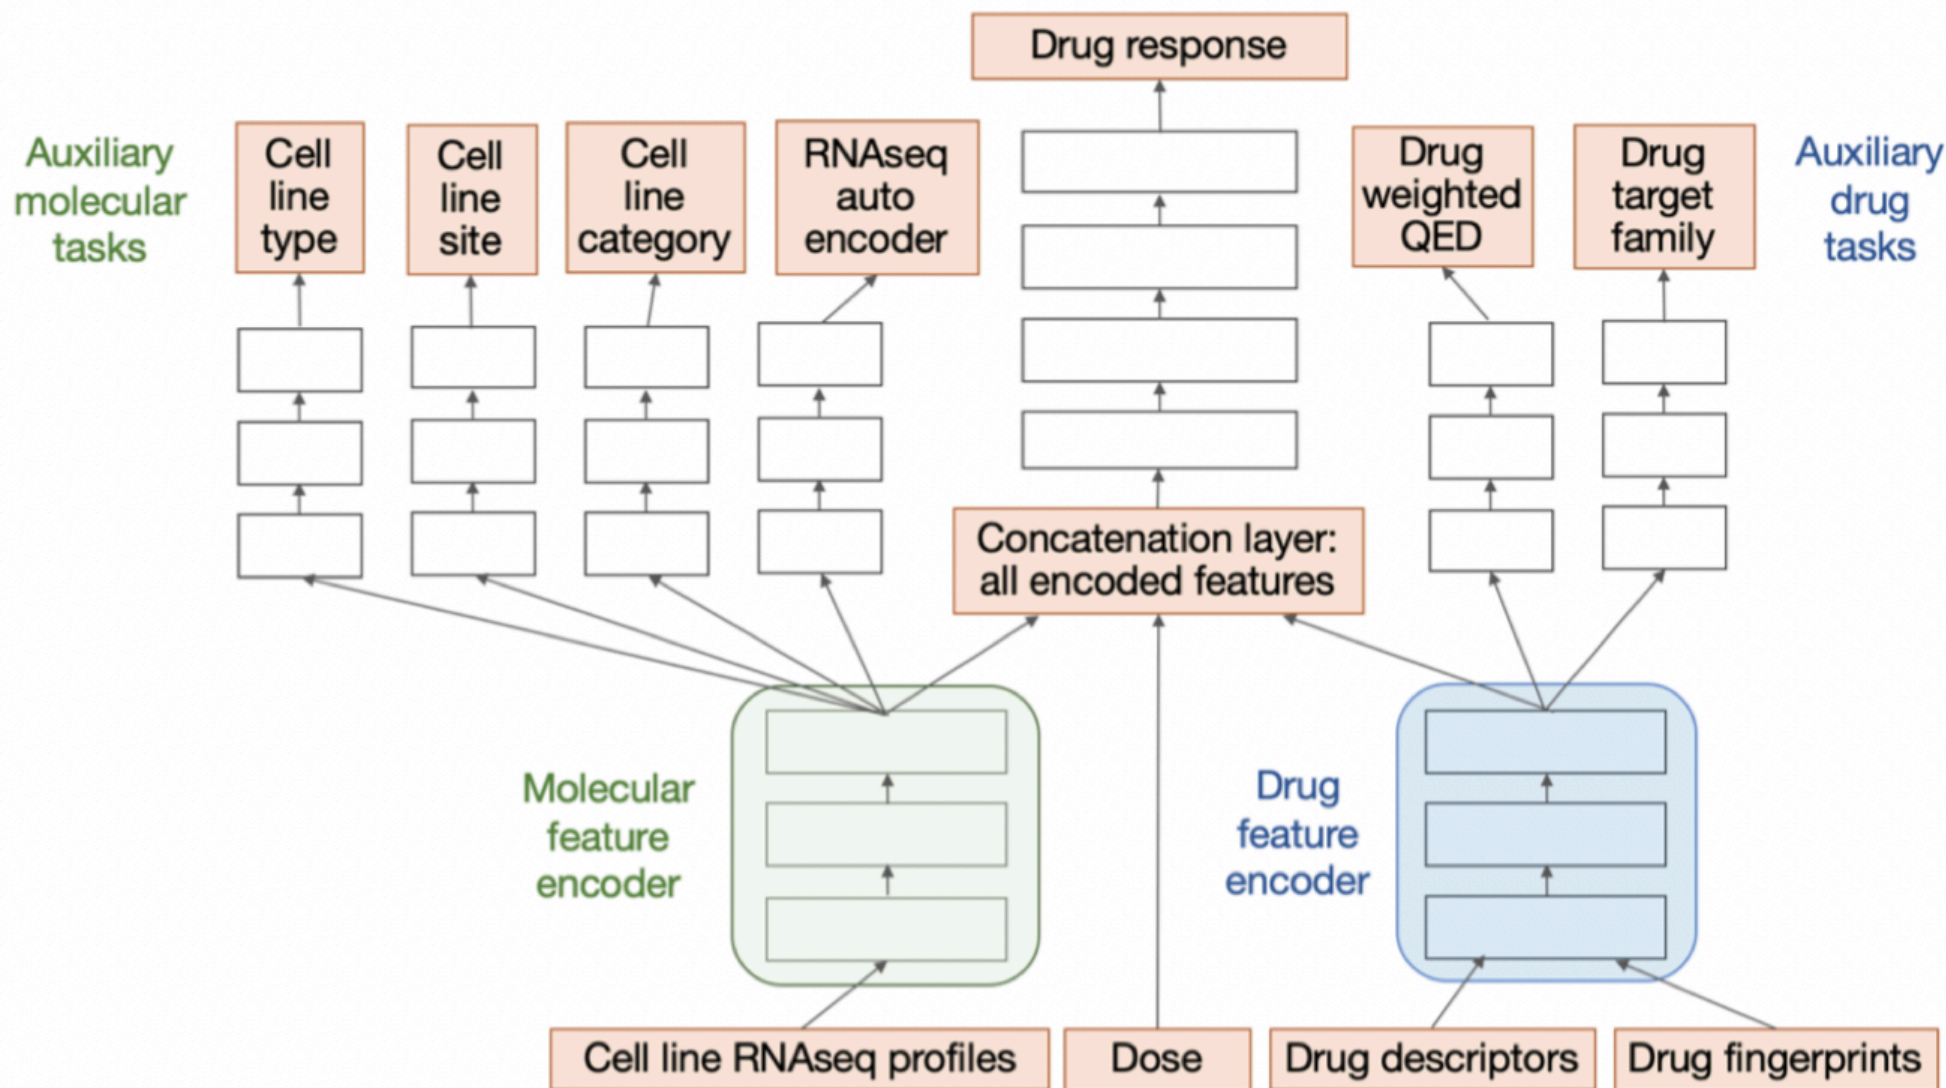 Drug response
Auxiliary
molecular
tasks
Cell
line
type
Cell
line
site
Cell
line
category
RNAseq
auto
encoder
Drug
weighted
QED
Drug
target
family
Auxiliary
drug
tasks
Concatenation layer:
all encoded features
Molecular
feature
encoder
Drug
feature
encoder
Cell line RNAseq profiles
Dose
Drug descriptors
Drug fingerprints